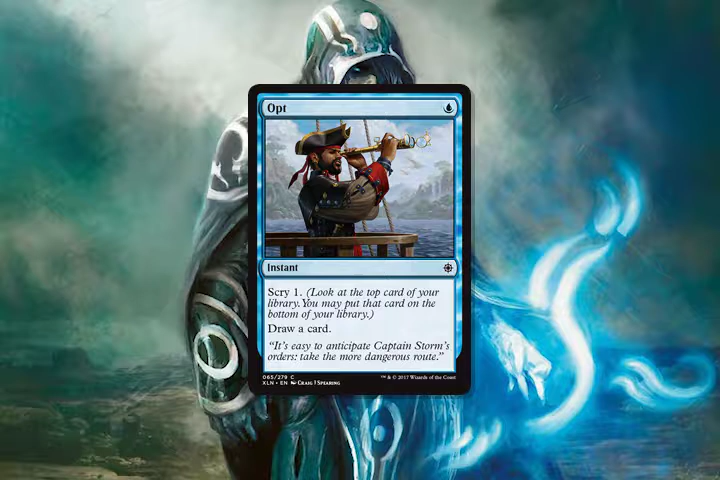 Opt
Instant
Scry 1. (Look at the top card of your
library. You may put that card on the
bottom of your library.)
Draw a card.
"It's easy to anticipate Captain Storm's
orders: take the more dangerous route."
065/279 C
XLN • EN Craig J Spearing
™ & © 2017 Wizards of the Coast